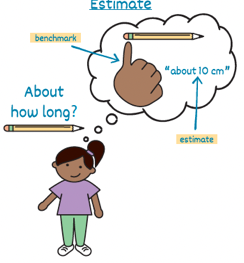 Estimate
benchmark
"about 10 cm"
About
how long?
estimate